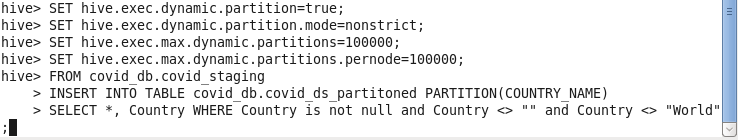 hive> SET hive.exec.dynamic.partition=true;
hive> SET hive.exec.dynamic.partition.mode=nonstrict;
hive> SET hive.exec.max.dynamic.partitions=100000;
hive> SET hive.exec.max.dynamic.partitions.pernode=100000;
hive> FROM covid_db.covid_staging
> INSERT INTO TABLE covid_db.covid_ds_partitoned PARTITION(COUNTRY_NAME)
> SELECT *, Country WHERE Country is not null and Country <> "" and Country <> "World"
;